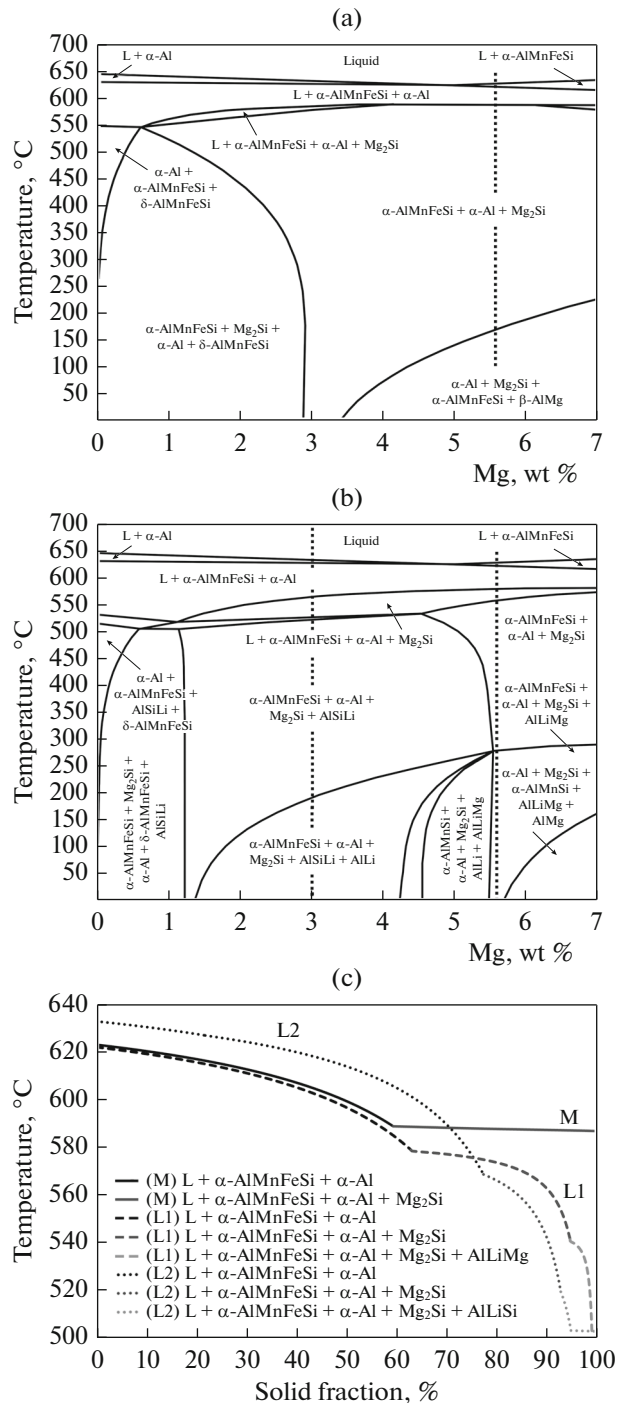 (a)
700
650
600
550
500
450
400
350
300
250
200
150
100
50
Temperature, °C
L + α-Al
Liquid
L + α-AlMnFeSi
L + α-AlMnFeSi + α-Al
L + α-AlMnFeSi + α-Al + Mg₂Si
α-Al +
α-AlMnFeSi +
δ-AlMnFeSi
α-AlMnFeSi + α-Al + Mg₂Si
α-AlMnFeSi + Mg₂Si +
α-Al + δ-AlMnFeSi
α-Al + Mg₂Si +
α-AlMnFeSi + β-AlMg
0 1 2 3 4 5 6 7
Mg, wt %
(b)
700
650
600
550
500
450
400
350
300
250
200
150
100
50
Temperature, °C
L + α-Al
Liquid
L + α-AlMnFeSi
L + α-AlMnFeSi + α-Al
L + α-AlMnFeSi + α-Al + Mg₂Si
α-AlMnFeSi +
α-Al + Mg₂Si
α-Al +
α-AlMnFeSi +
AlSiLi +
δ-AlMnFeSi
α-AlMnFeSi + α-Al +
Mg₂Si + AlSiLi
α-AlMnFeSi +
α-Al + Mg₂Si +
AlLiMg
α-Al + Mg₂Si +
α-AlMnSi +
AlLiMg +
AlMg
α-AlMnFeSi + Mg₂Si +
α-Al + δ-AlMnFeSi +
AlSiLi
α-AlMnFeSi + α-Al +
Mg₂Si + AlSiLi + AlLi
α-AlMnSi +
α-Al + Mg₂Si +
AlLi + AlLiMg
0 1 2 3 4 5 6 7
Mg, wt %
(c)
640
620
600
580
560
540
520
500
Temperature, °C
L2
M
L1
(M) L + α-AlMnFeSi + α-Al
(M) L + α-AlMnFeSi + α-Al + Mg₂Si
(L1) L + α-AlMnFeSi + α-Al
(L1) L + α-AlMnFeSi + α-Al + Mg₂Si
(L1) L + α-AlMnFeSi + α-Al + Mg₂Si + AlLiMg
(L2) L + α-AlMnFeSi + α-Al
(L2) L + α-AlMnFeSi + α-Al + Mg₂Si
(L2) L + α-AlMnFeSi + α-Al + Mg₂Si + AlLiSi
0 10 20 30 40 50 60 70 80 90 100
Solid fraction, %